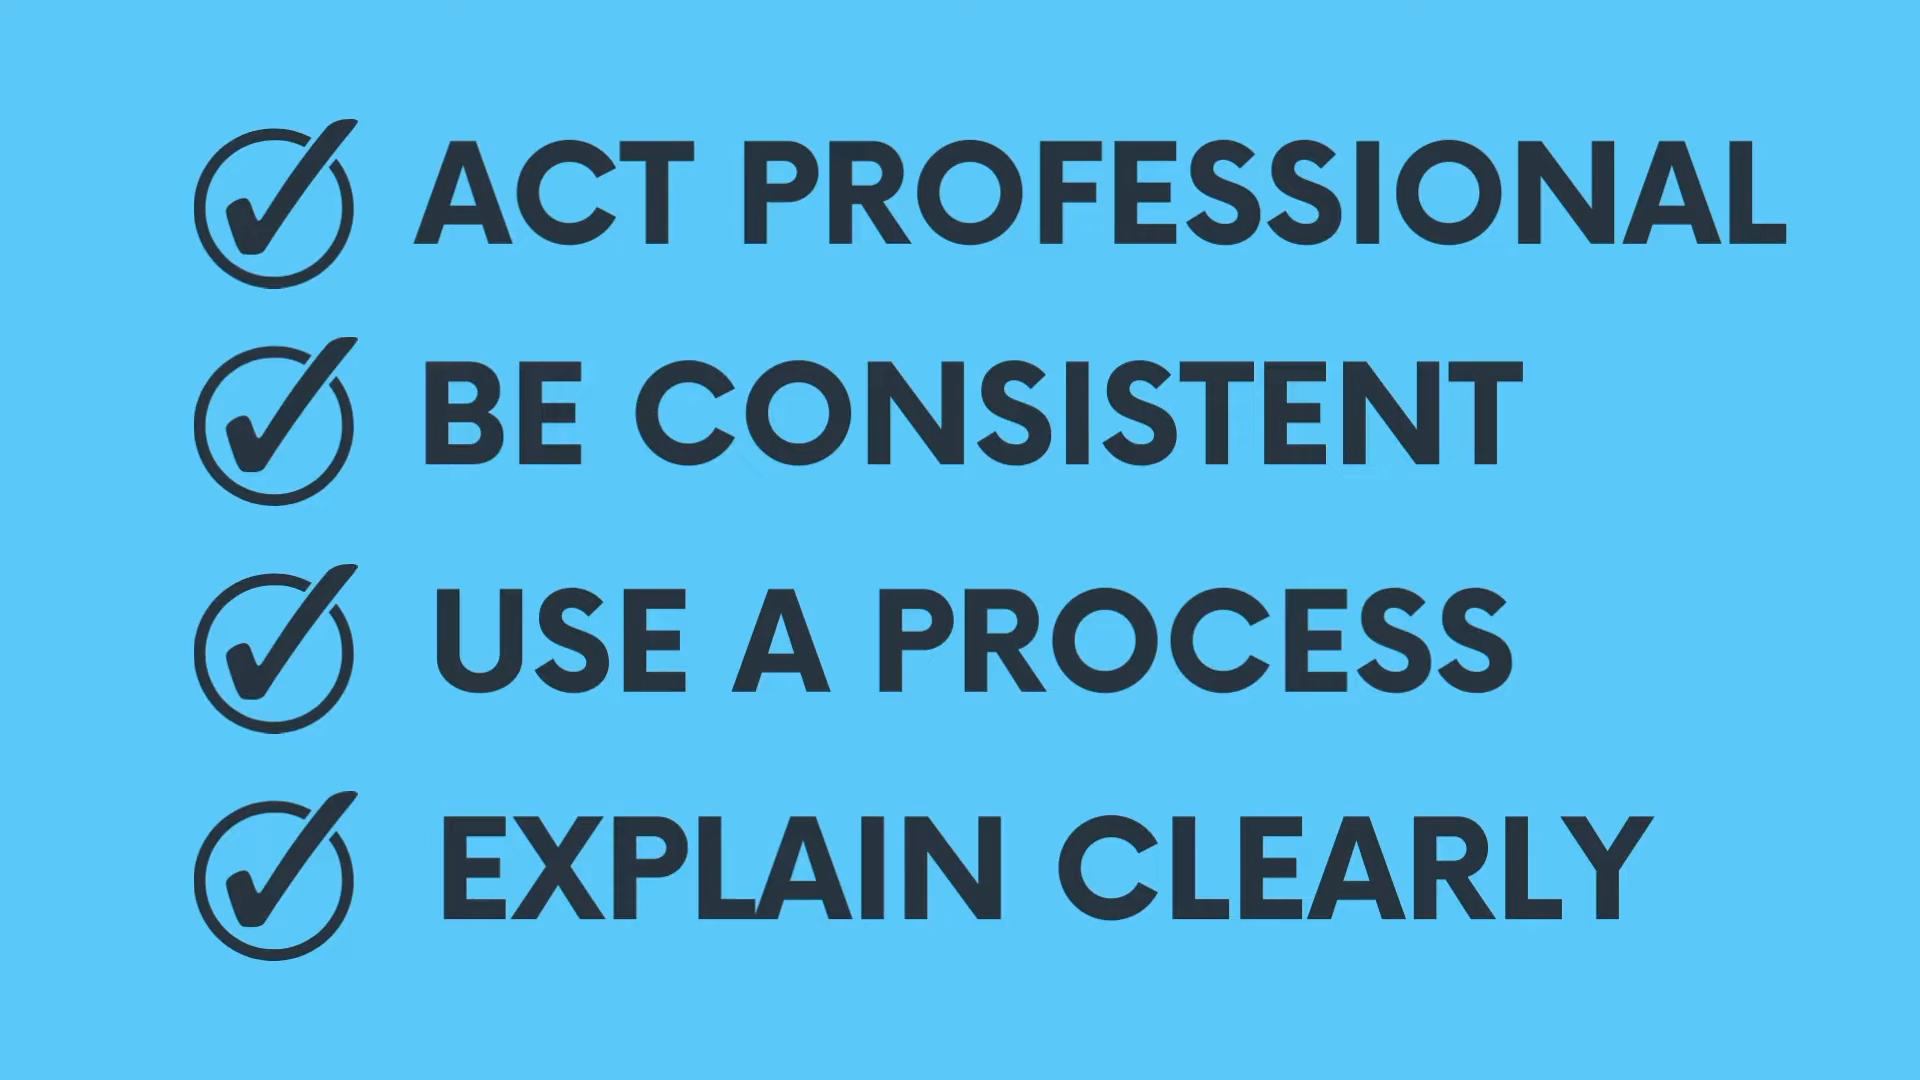 ACT PROFESSIONAL
BE CONSISTENT
USE A PROCESS
EXPLAIN CLEARLY